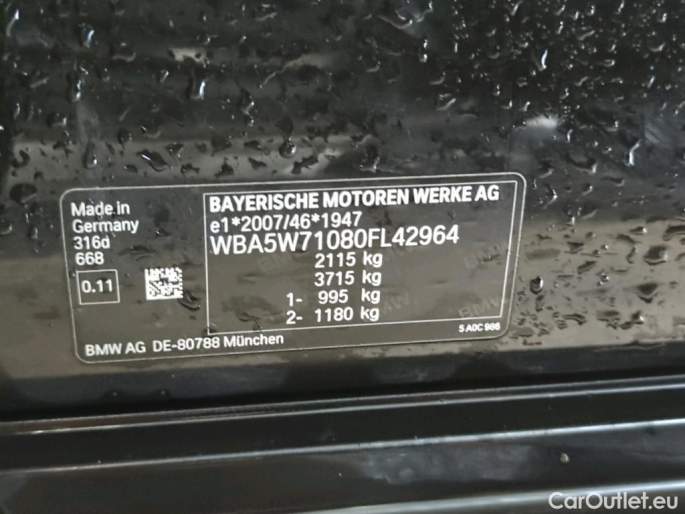 BAYERISCHE MOTOREN WERKE AG
e1*2007/46*1947
WBA5W71080FL42964
2115 kg
3715 kg
1- 995 kg
2- 1180 kg
Made in
Germany
316d
668
0.11
BMW AG DE-80788 München
5 A0C 986
CarOutlet.eu